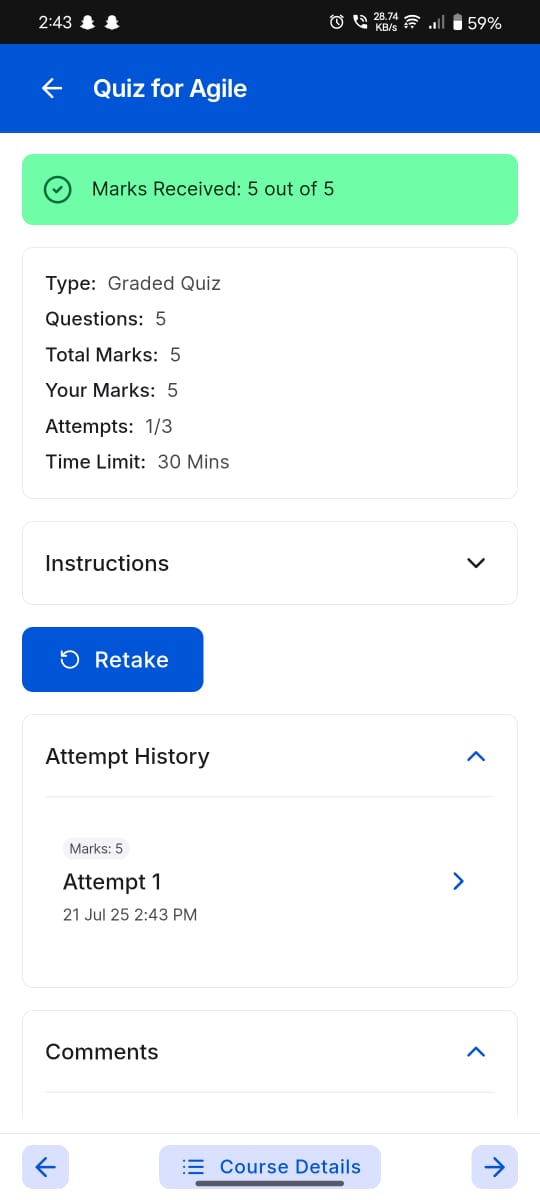 2:43
28.74
KB/s
59%
Quiz for Agile
Marks Received: 5 out of 5
Type: Graded Quiz
Questions: 5
Total Marks: 5
Your Marks: 5
Attempts: 1/3
Time Limit: 30 Mins
Instructions
Retake
Attempt History
Marks: 5
Attempt 1
21 Jul 25 2:43 PM
Comments
Course Details